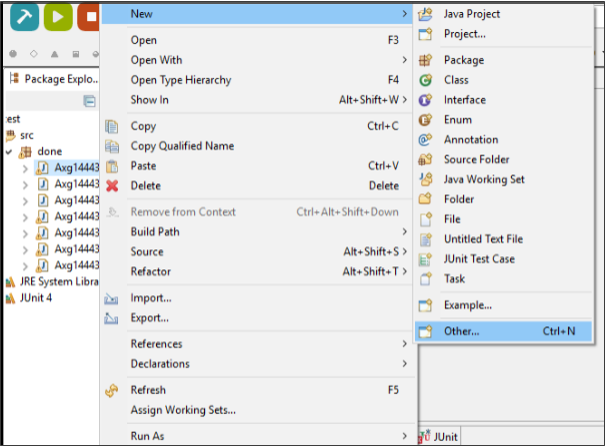 New >
Open F3
Open With >
Open Type Hierarchy F4
Show In Alt+Shift+W >
Copy Ctrl+C
Copy Qualified Name
Paste Ctrl+V
Delete Delete
Remove from Context Ctrl+Alt+Shift+Down
Build Path >
Source Alt+Shift+S >
Refactor Alt+Shift+T >
Import...
Export...
References >
Declarations >
Refresh F5
Assign Working Sets...
Run As >
Java Project
Project...
Package
Class
Interface
Enum
Annotation
Source Folder
Java Working Set
Folder
File
Untitled Text File
JUnit Test Case
Task
Example...
Other... Ctrl+N
Package Explo...
est
src
done
Axg14443
Axg14443
Axg14443
Axg14443
Axg14443
Axg14443
Axg14443
JRE System Libra
JUnit 4
JUnit